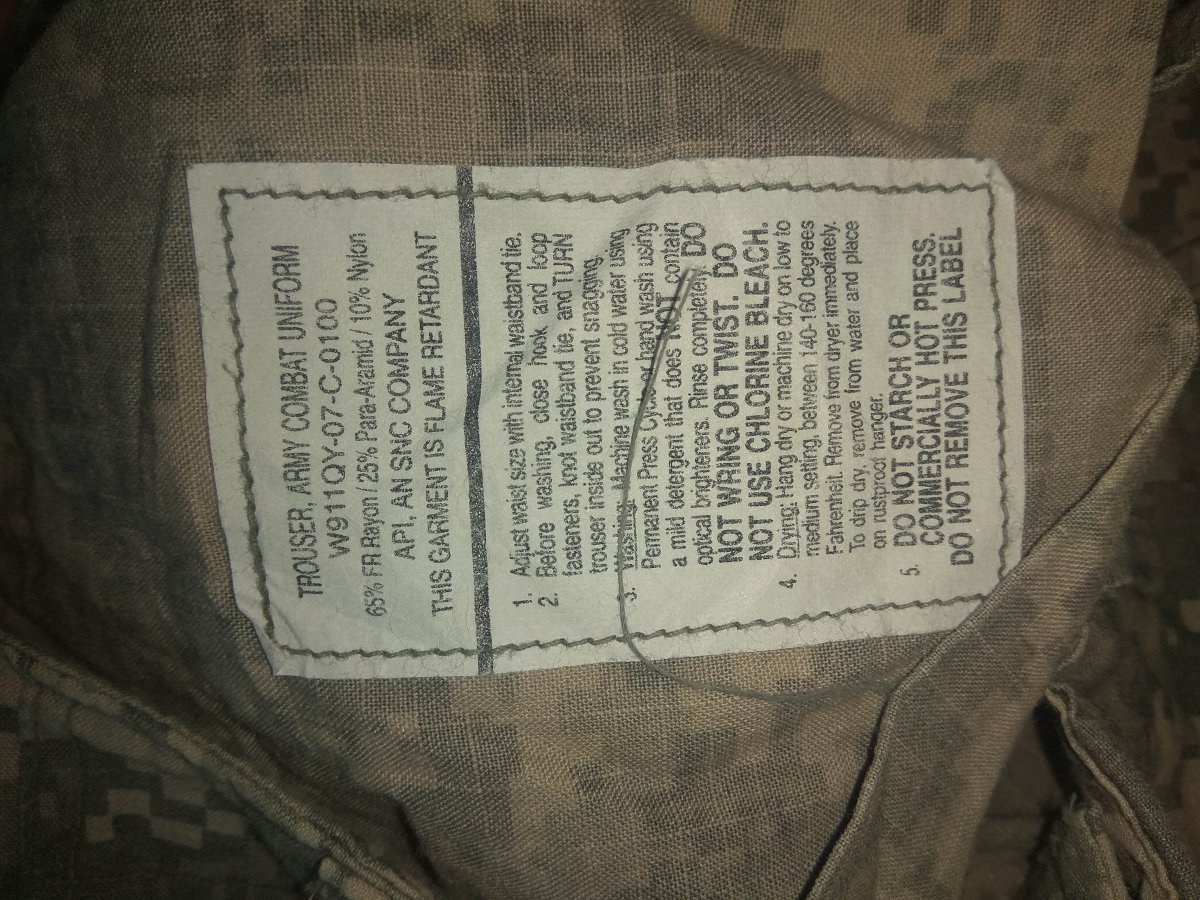 TROUSER, ARMY COMBAT UNIFORM
W911QY-07-C-0100
65% FR Rayon / 25% Para-Aramid / 10% Nylon
API, AN SNC COMPANY
THIS GARMENT IS FLAME RETARDANT
1. Adjust waist size with internal waistband tie.
2. Before washing, close hook and loop
fasteners, knot waistband tie, and TURN
trouser inside out to prevent snagging.
3. Washing: Machine wash in cold water using
Permanent Press Cycle or hand wash using
a mild detergent that does NOT contain
optical brighteners. Rinse completely. DO
NOT WRING OR TWIST. DO
NOT USE CHLORINE BLEACH.
4. Drying: Hang dry or machine dry on low to
medium setting, between 140-160 degrees
Fahrenheit. Remove from dryer immediately.
To drip dry, remove from water and place
on rustproof hanger.
5. DO NOT STARCH OR
COMMERCIALLY HOT PRESS.
DO NOT REMOVE THIS LABEL